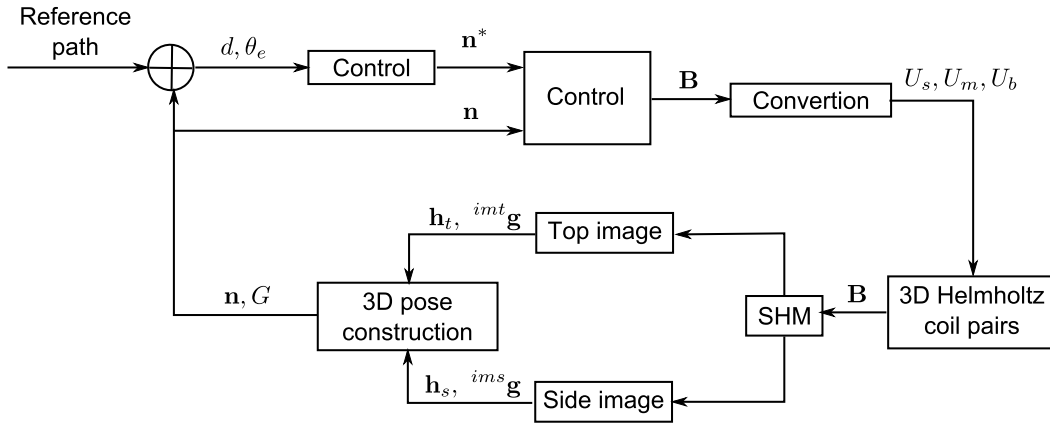 Reference
path
d, θ_e
Control
n*
n
Control
B
Convertion
U_s, U_m, U_b
h_t, ^{imt}g
Top image
n, G
3D pose
construction
SHM
B
3D Helmholtz
coil pairs
h_s, ^{ims}g
Side image